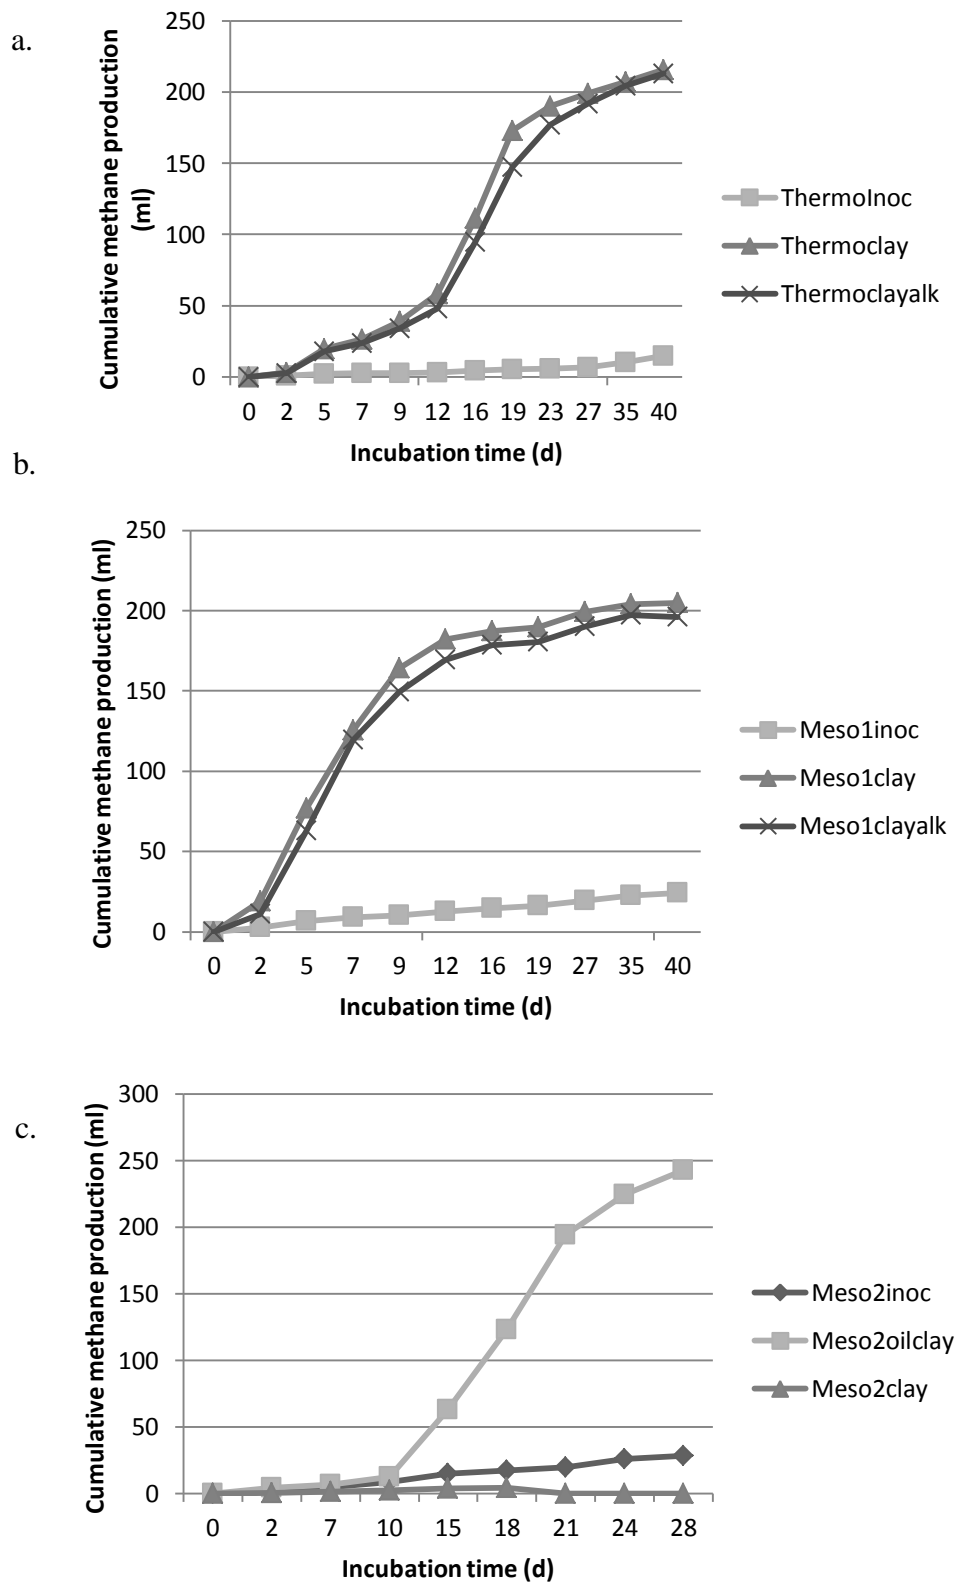 a.
Cumulative methane production
(ml)
250
200
150
100
50
0
0 2 5 7 9 12 16 19 23 27 35 40
Incubation time (d)
ThermoInoc
Thermoclay
Thermoclayalk
b.
Cumulative methane production (ml)
250
200
150
100
50
0
0 2 5 7 9 12 16 19 27 35 40
Incubation time (d)
Meso1inoc
Meso1clay
Meso1clayalk
c.
Cumulative methane production (ml)
300
250
200
150
100
50
0
0 2 7 10 15 18 21 24 28
Incubation time (d)
Meso2inoc
Meso2oilclay
Meso2clay